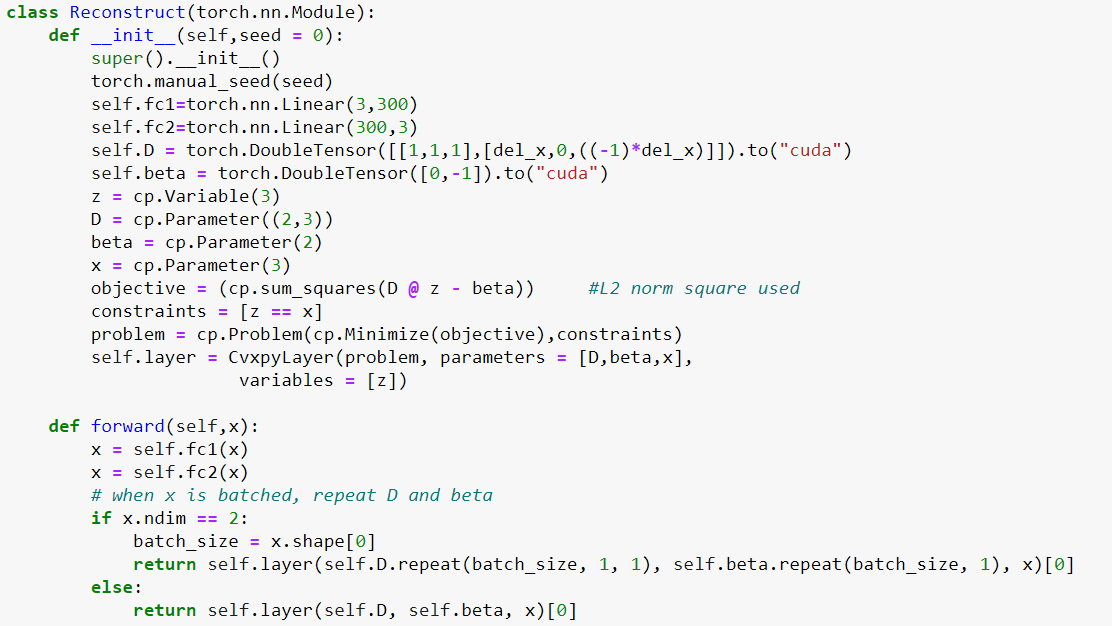 class Reconstruct(torch.nn.Module):
    def __init__(self,seed = 0):
        super().__init__()
        torch.manual_seed(seed)
        self.fc1=torch.nn.Linear(3,300)
        self.fc2=torch.nn.Linear(300,3)
        self.D = torch.DoubleTensor([[1,1,1],[del_x,0,((-1)*del_x)]]).to("cuda")
        self.beta = torch.DoubleTensor([0,-1]).to("cuda")
        z = cp.Variable(3)
        D = cp.Parameter((2,3))
        beta = cp.Parameter(2)
        x = cp.Parameter(3)
        objective = (cp.sum_squares(D @ z - beta))     #L2 norm square used
        constraints = [z == x]
        problem = cp.Problem(cp.Minimize(objective),constraints)
        self.layer = CvxpyLayer(problem, parameters = [D,beta,x],
                      variables = [z])

    def forward(self,x):
        x = self.fc1(x)
        x = self.fc2(x)
        # when x is batched, repeat D and beta
        if x.ndim == 2:
            batch_size = x.shape[0]
            return self.layer(self.D.repeat(batch_size, 1, 1), self.beta.repeat(batch_size, 1), x)[0]
        else:
            return self.layer(self.D, self.beta, x)[0]